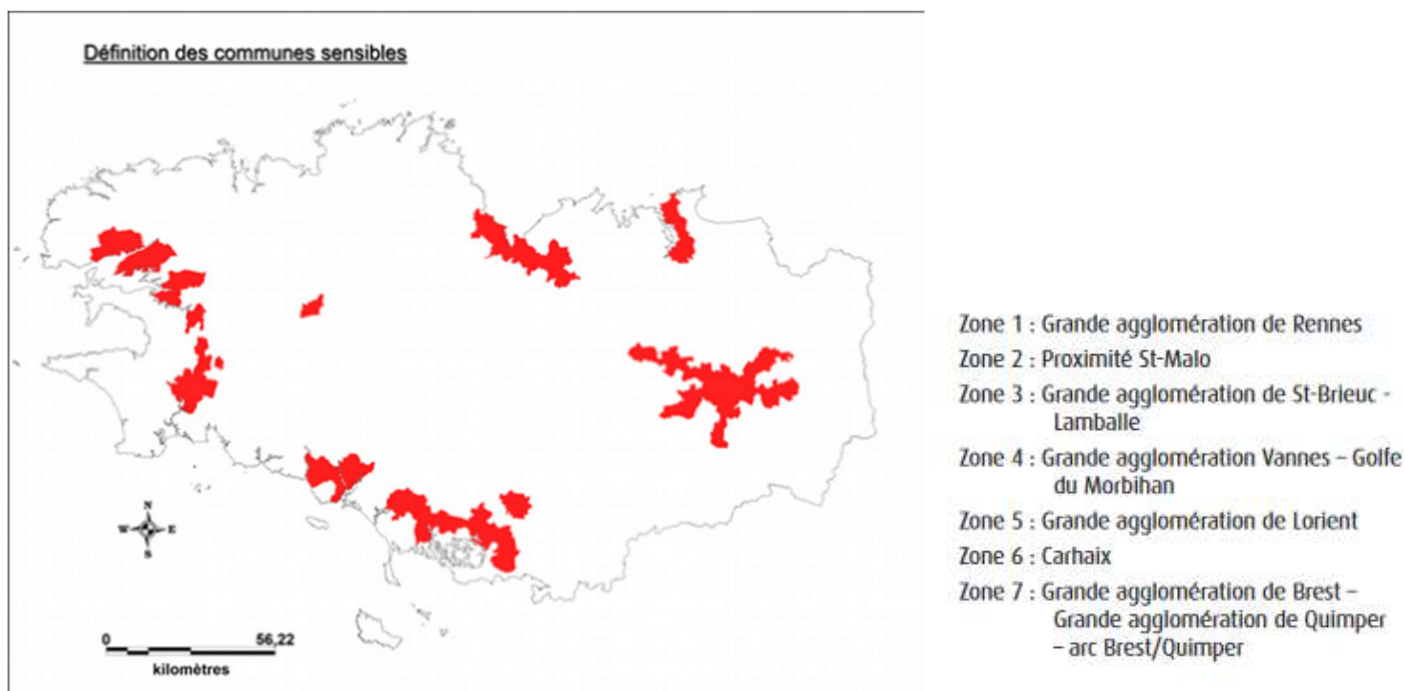 Définition des communes sensibles
N
W E
S
0 56,22
kilomètres
Zone 1 : Grande agglomération de Rennes
Zone 2 : Proximité St-Malo
Zone 3 : Grande agglomération de St-Brieuc -
Lamballe
Zone 4 : Grande agglomération Vannes – Golfe
du Morbihan
Zone 5 : Grande agglomération de Lorient
Zone 6 : Carhaix
Zone 7 : Grande agglomération de Brest –
Grande agglomération de Quimper
– arc Brest/Quimper